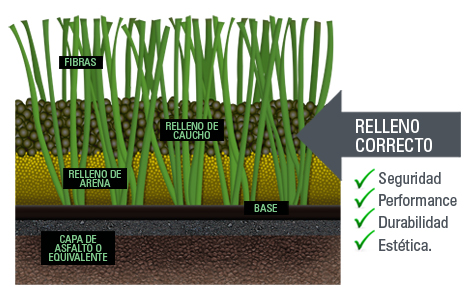 FIBRAS
RELLENO DE
CAUCHO
RELLENO DE
ARENA
BASE
CAPA DE
ASFALTO O
EQUIVALENTE
RELLENO
CORRECTO
Seguridad
Performance
Durabilidad
Estética.